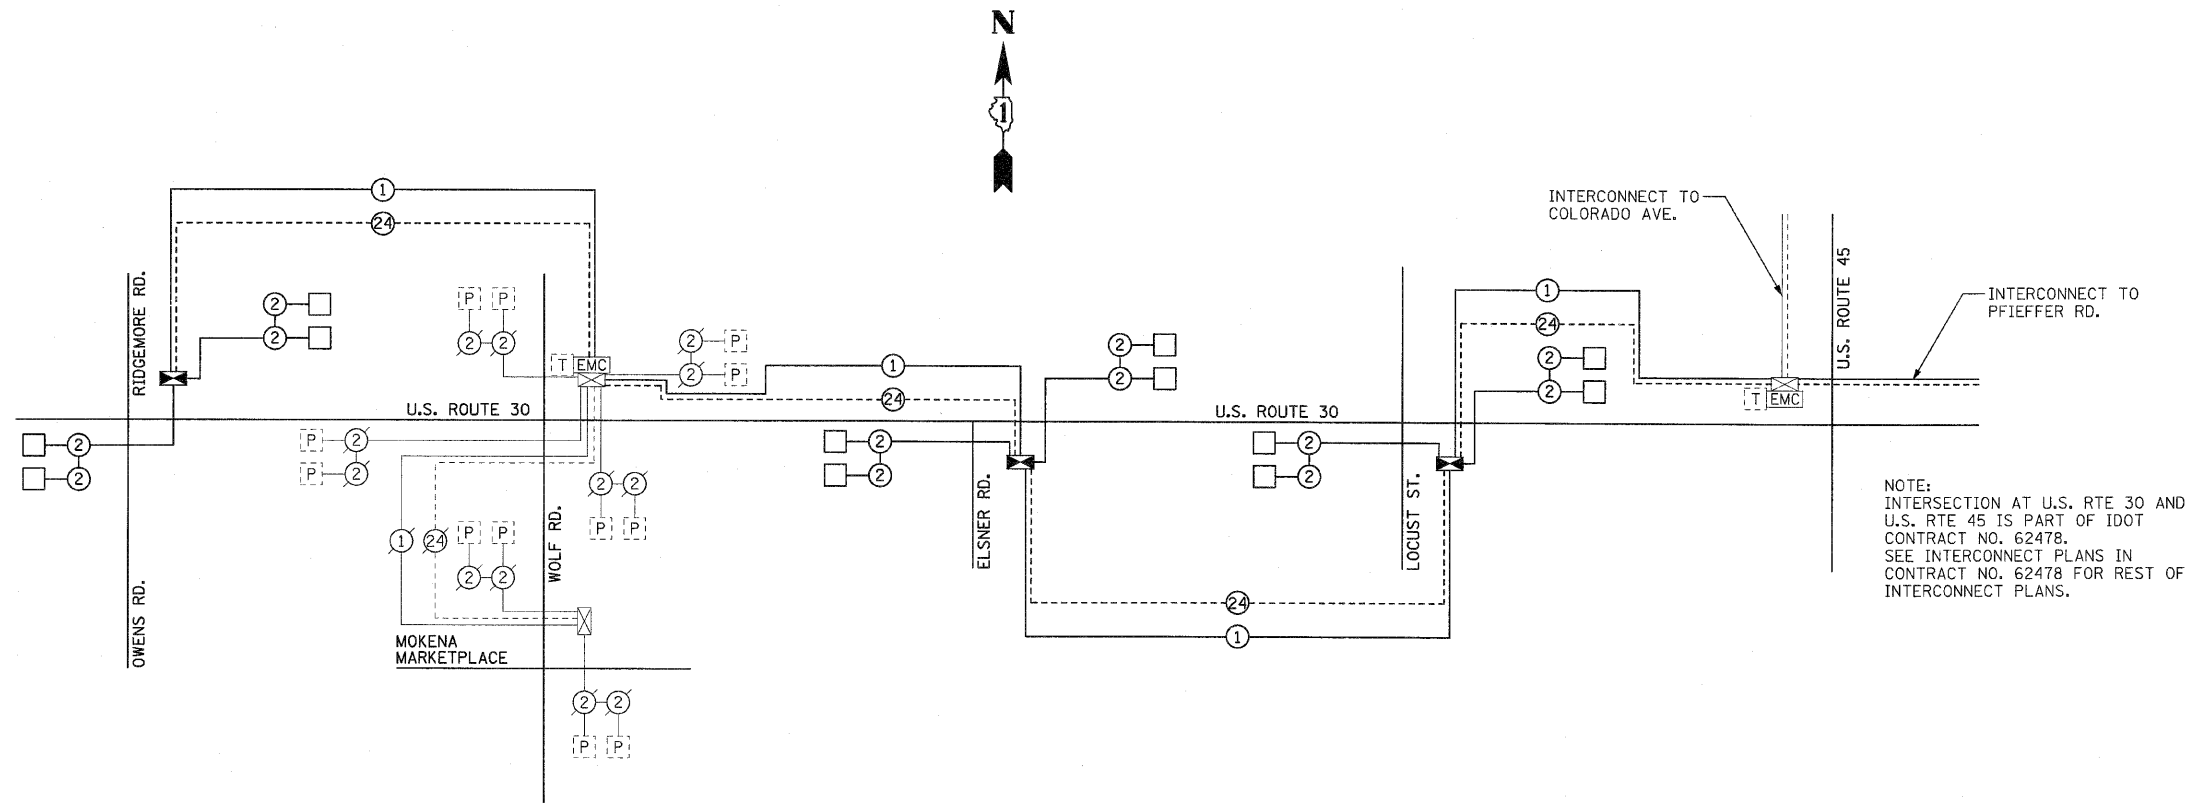 N
1
1
24
INTERCONNECT TO
COLORADO AVE.
U.S. ROUTE 45
INTERCONNECT TO
PFIEFFER RD.
RIDGEMORE RD.
2
2
P P
2 2
T EMC
2 P
2 P
1
24
2
2
1
24
2
2
T EMC
U.S. ROUTE 30
U.S. ROUTE 30
2
2
P 2
P 2
2 2
P P
2
2
2
2
ELSNER RD.
LOCUST ST.
NOTE:
INTERSECTION AT U.S. RTE 30 AND
U.S. RTE 45 IS PART OF IDOT
CONTRACT NO. 62478.
SEE INTERCONNECT PLANS IN
CONTRACT NO. 62478 FOR REST OF
INTERCONNECT PLANS.
1 24
P P
2 2
WOLF RD.
OWENS RD.
24
1
MOKENA
MARKETPLACE
2 2
P P